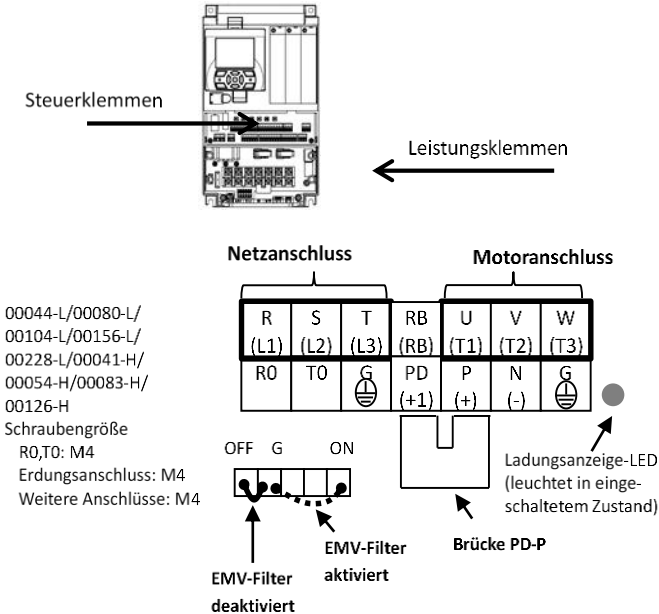 Steuerklemmen
Leistungsklemmen
Netzanschluss
Motoranschluss
00044-L/00080-L/
00104-L/00156-L/
00228-L/00041-H/
00054-H/00083-H/
00126-H
Schraubengröße
R0,T0: M4
Erdungsanschluss: M4
Weitere Anschlüsse: M4
R S T RB U V W
(L1) (L2) (L3) (RB) (T1) (T2) (T3)
R0 T0 G PD P N G
(+1) (+) (-)
OFF G ON
Ladungsanzeige-LED
(leuchtet in einge-
schaltetem Zustand)
Brücke PD-P
EMV-Filter
aktiviert
EMV-Filter
deaktiviert